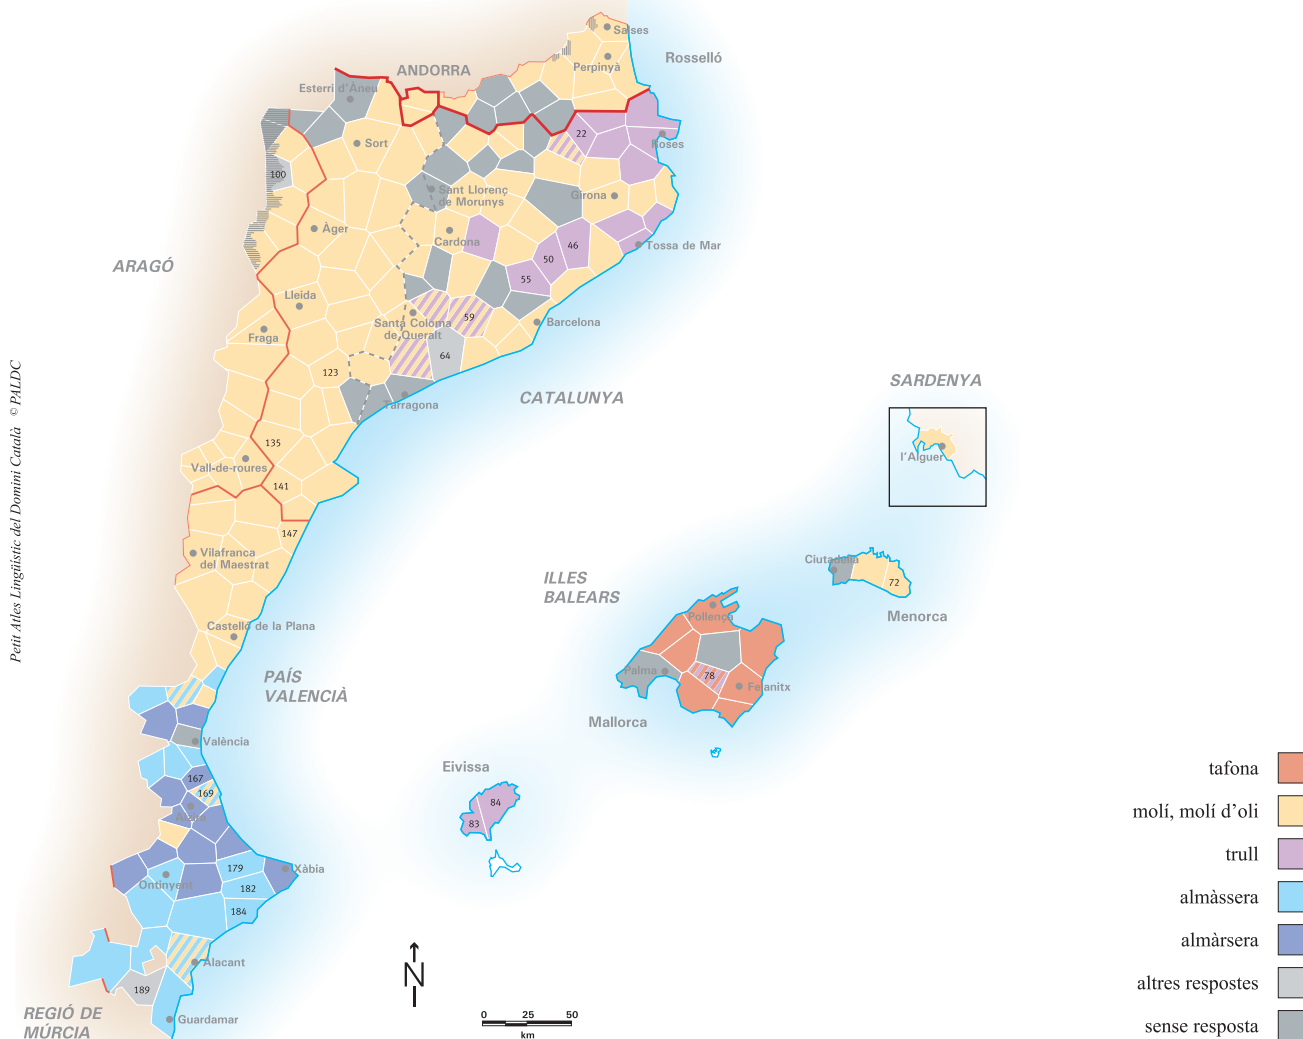 Salses
Rosselló
Perpinyà
ANDORRA
Esterri d'Àneu
22
Roses
Sort
100
Sant Llorenç
de Morunys
Girona
Àger
Cardona
46
Tossa de Mar
50
ARAGÓ
55
Lleida
Santa Coloma
de Queralt
59
Barcelona
Fraga
64
123
SARDENYA
CATALUNYA
Tarragona
135
l'Alguer
Vall-de-roures
141
147
Vilafranca
del Maestrat
Ciutadella
72
ILLES
BALEARS
Menorca
Pollença
Castelló de la Plana
PAÍS
VALENCIÀ
Palma
78
Felanitx
Mallorca
València
Eivissa
167
169
84
83
179
Xàbia
Ontinyent
182
184
Alacant
189
N
REGIÓ DE
MÚRCIA
Guardamar
0 25 50
km
Petit Atles Lingüístic del Domini Català © PALDC
tafona
molí, molí d'oli
trull
almàssera
almàrsera
altres respostes
sense resposta